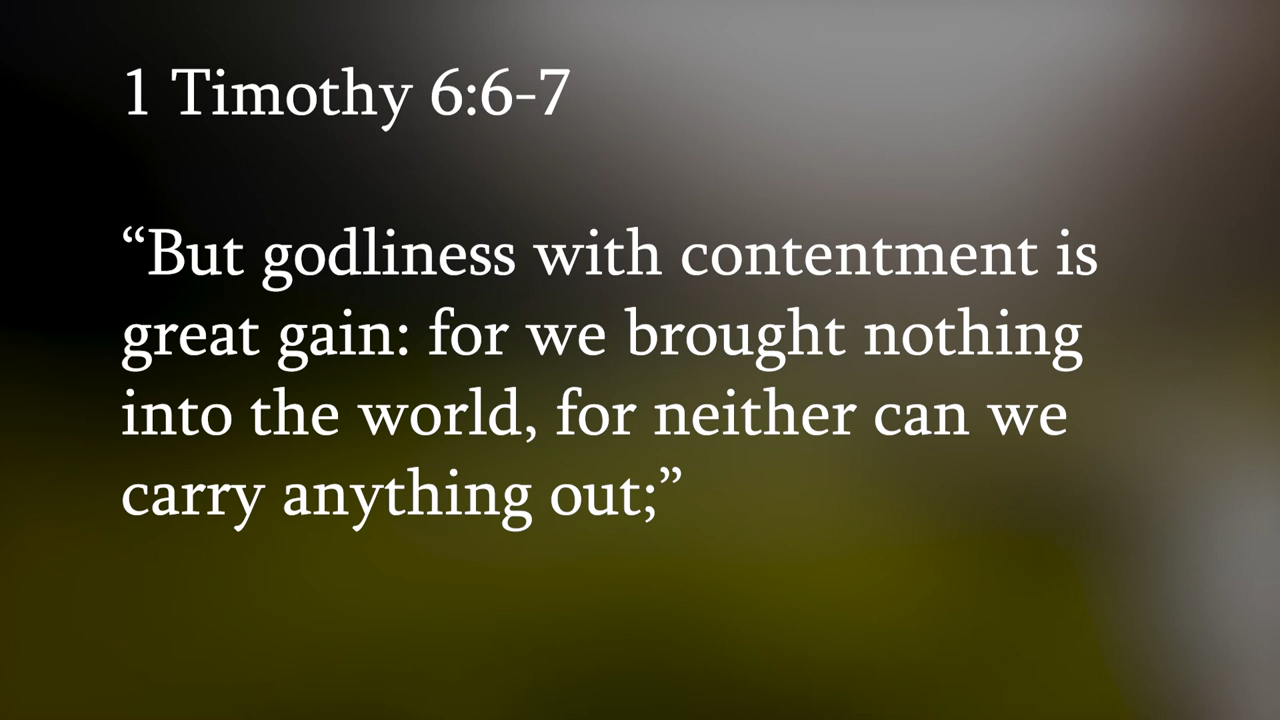 1 Timothy 6:6-7
“But godliness with contentment is
great gain: for we brought nothing
into the world, for neither can we
carry anything out;”